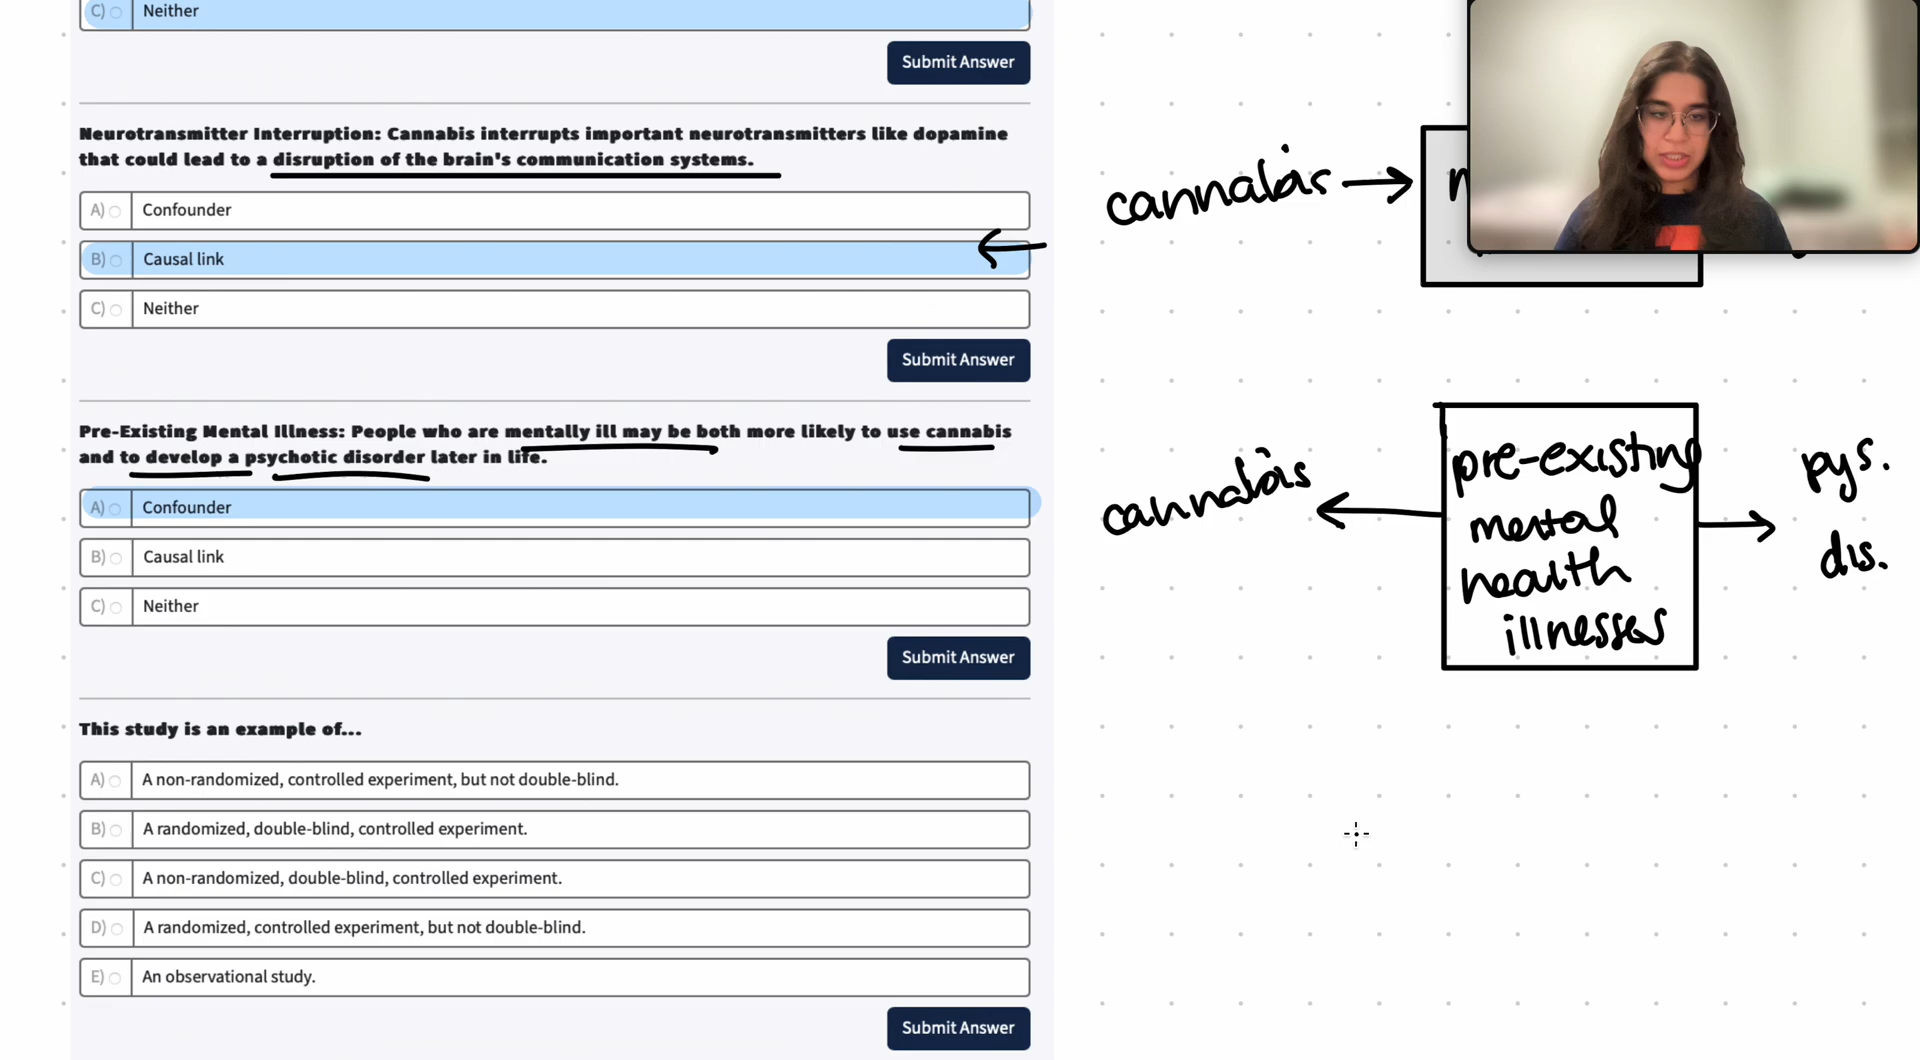 C) Neither
Submit Answer
Neurotransmitter Interruption: Cannabis interrupts important neurotransmitters like dopamine
that could lead to a disruption of the brain's communication systems.
A) Confounder
B) Causal link
C) Neither
Submit Answer
Pre-Existing Mental Illness: People who are mentally ill may be both more likely to use cannabis
and to develop a psychotic disorder later in life.
A) Confounder
B) Causal link
C) Neither
Submit Answer
This study is an example of...
A) A non-randomized, controlled experiment, but not double-blind.
B) A randomized, double-blind, controlled experiment.
C) A non-randomized, double-blind, controlled experiment.
D) A randomized, controlled experiment, but not double-blind.
E) An observational study.
Submit Answer
cannabis
cannabis
pre-existing
mental
health
illnesses
pys.
dis.